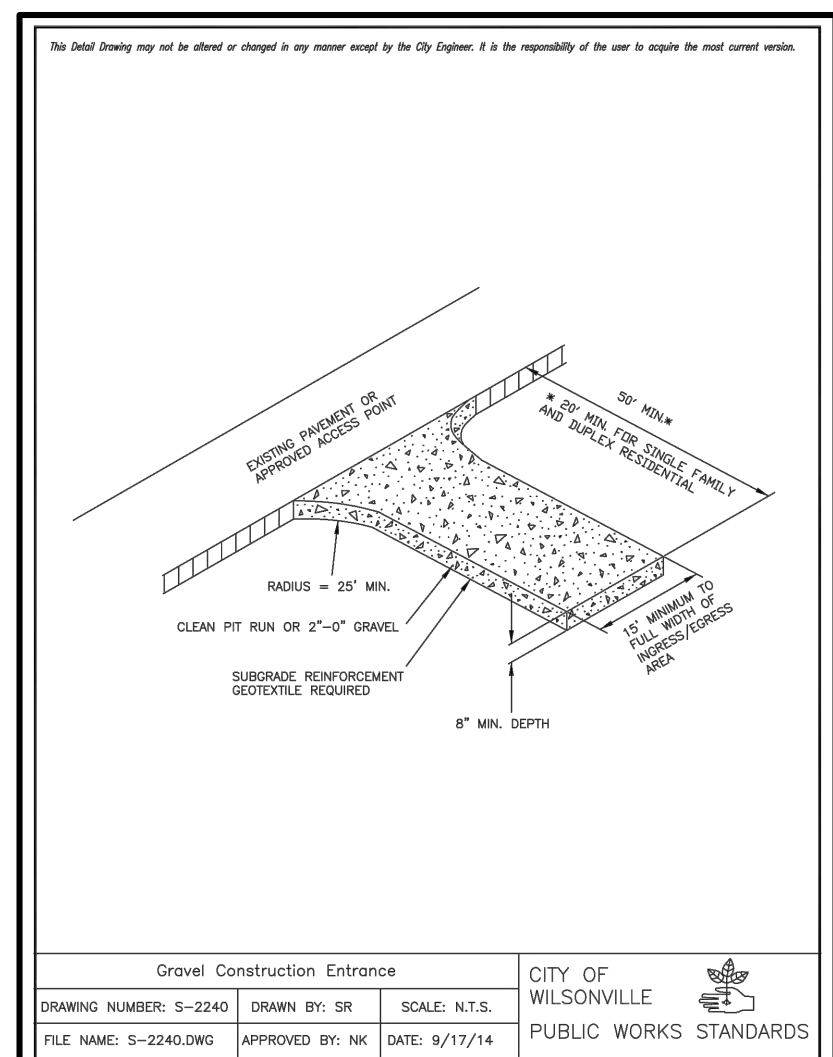 This Detail Drawing may not be altered or changed in any manner except by the City Engineer. It is the responsibility of the user to acquire the most current version.
EXISTING PAVEMENT OR
APPROVED ACCESS POINT
50' MIN.*
* 20' MIN. FOR SINGLE FAMILY
AND DUPLEX RESIDENTIAL
RADIUS = 25' MIN.
CLEAN PIT RUN OR 2"-0" GRAVEL
SUBGRADE REINFORCEMENT
GEOTEXTILE REQUIRED
15' MINIMUM TO
FULL WIDTH OF
INGRESS/EGRESS
AREA
8" MIN. DEPTH
Gravel Construction Entrance
DRAWING NUMBER: S-2240
DRAWN BY: SR
SCALE: N.T.S.
FILE NAME: S-2240.DWG
APPROVED BY: NK
DATE: 9/17/14
CITY OF
WILSONVILLE
PUBLIC WORKS STANDARDS